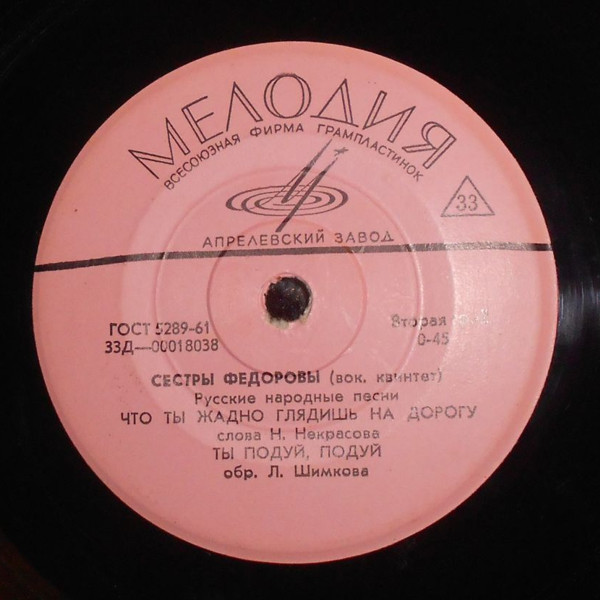 МЕЛОДИЯ
ВСЕСОЮЗНАЯ ФИРМА ГРАМПЛАСТИНОК
33
АПРЕЛЕВСКИЙ ЗАВОД
ГОСТ 5289-61
Вторая
33Д—00018038
0-45
СЕСТРЫ ФЕДОРОВЫ (вок. квинтет)
Русские народные песни
ЧТО ТЫ ЖАДНО ГЛЯДИШЬ НА ДОРОГУ
слова Н. Некрасова
ТЫ ПОДУЙ, ПОДУЙ
обр. Л. Шимкова